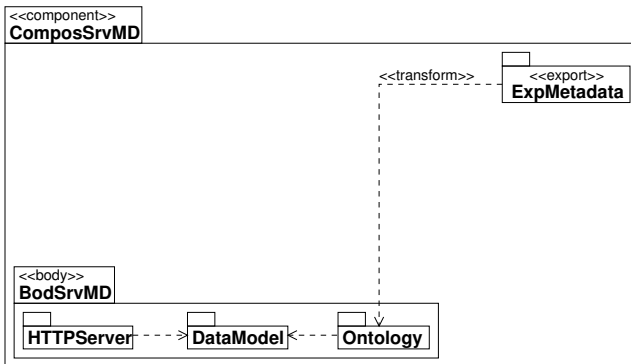 <<component>>
ComposSrvMD
<<transform>>
<<export>>
ExpMetadata
<<body>>
BodSrvMD
HTTPServer
DataModel
Ontology